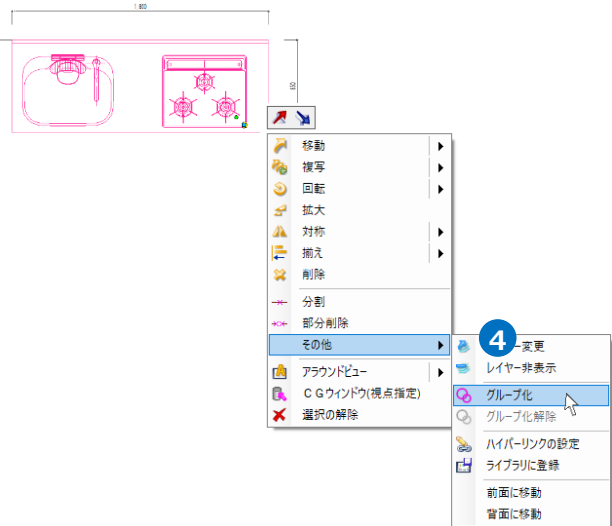 1,800
650
移動
複写
回転
拡大
対称
揃え
削除
分割
部分削除
その他
アラウンドビュー
ＣＧウィンドウ(視点指定)
選択の解除
4
ー変更
レイヤー非表示
グループ化
グループ化解除
ハイパーリンクの設定
ライブラリに登録
前面に移動
背面に移動